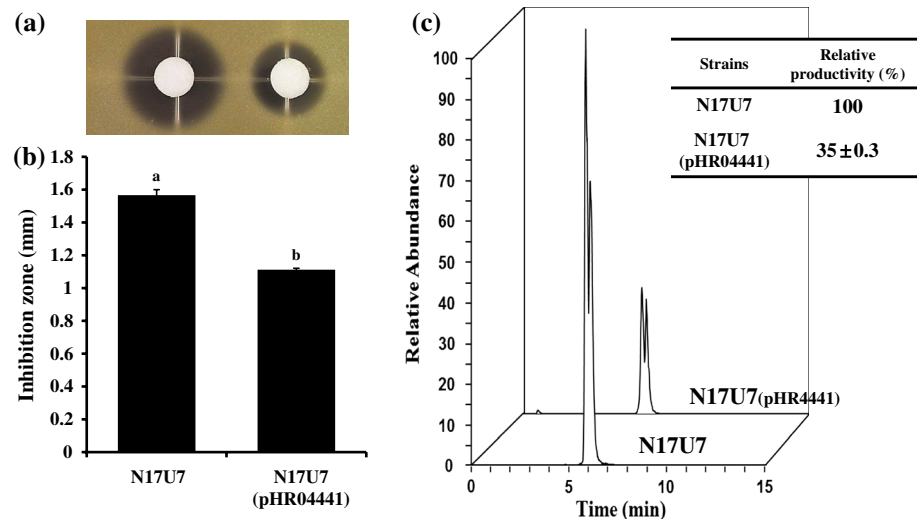 (a)
(b)
Inhibition zone (mm)
1.8
1.6
1.4
1.2
1
0.8
0.6
0.4
0.2
0
a
b
N17U7
N17U7
(pHR04441)
(c)
Relative Abundance
100
90
80
70
60
50
40
30
20
10
0
0
5
10
15
Time (min)
N17U7(pHR4441)
N17U7
Strains Relative
productivity (%)
N17U7 100
N17U7
(pHR04441) 35±0.3